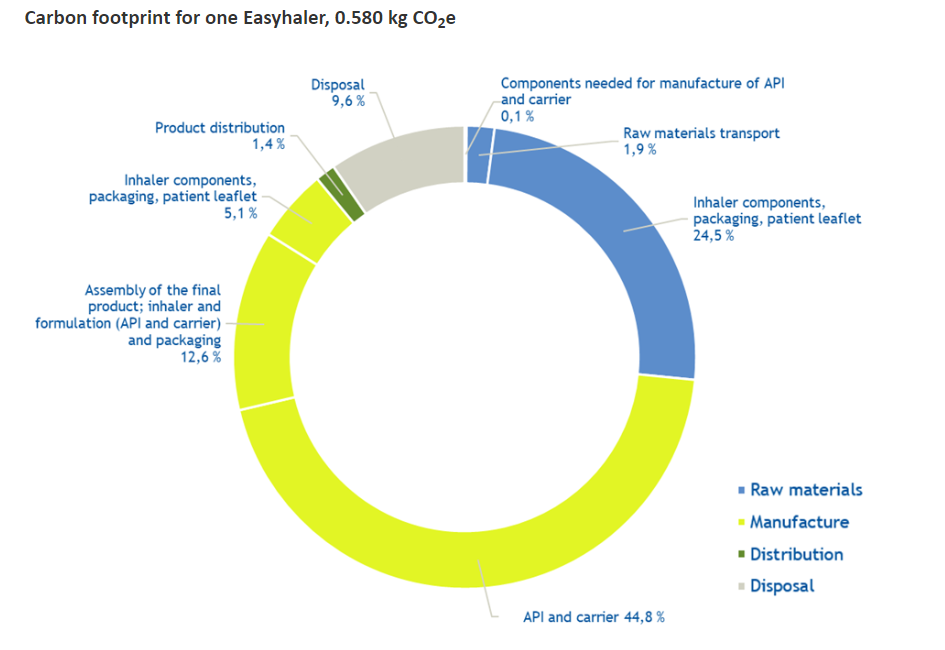 Carbon footprint for one Easyhaler, 0.580 kg CO₂e
Disposal
9,6 %
Components needed for manufacture of API
and carrier
0,1 %
Product distribution
1,4 %
Raw materials transport
1,9 %
Inhaler components,
packaging, patient leaflet
5,1 %
Inhaler components,
packaging, patient leaflet
24,5 %
Assembly of the final
product; inhaler and
formulation (API and carrier)
and packaging
12,6 %
Raw materials
Manufacture
Distribution
Disposal
API and carrier 44,8 %